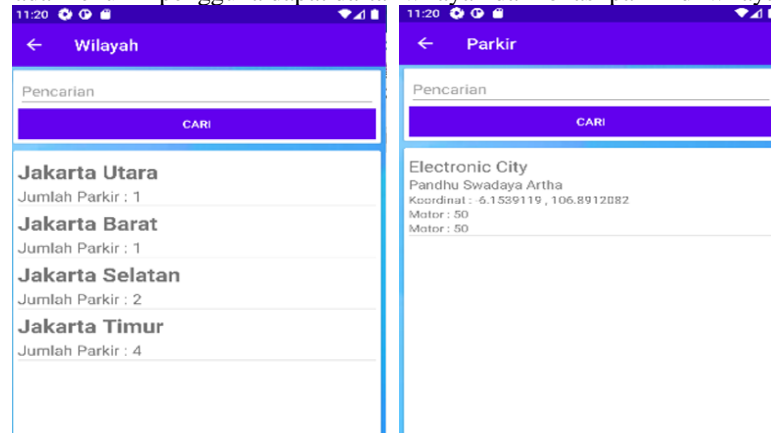 11:20
Wilayah
Pencarian
CARI
Jakarta Utara
Jumlah Parkir : 1
Jakarta Barat
Jumlah Parkir : 1
Jakarta Selatan
Jumlah Parkir : 2
Jakarta Timur
Jumlah Parkir : 4
11:20
Parkir
Pencarian
CARI
Electronic City
Pandhu Swadaya Artha
Koordinat : -6.1539119 , 106.8912082
Motor : 50
Motor : 50